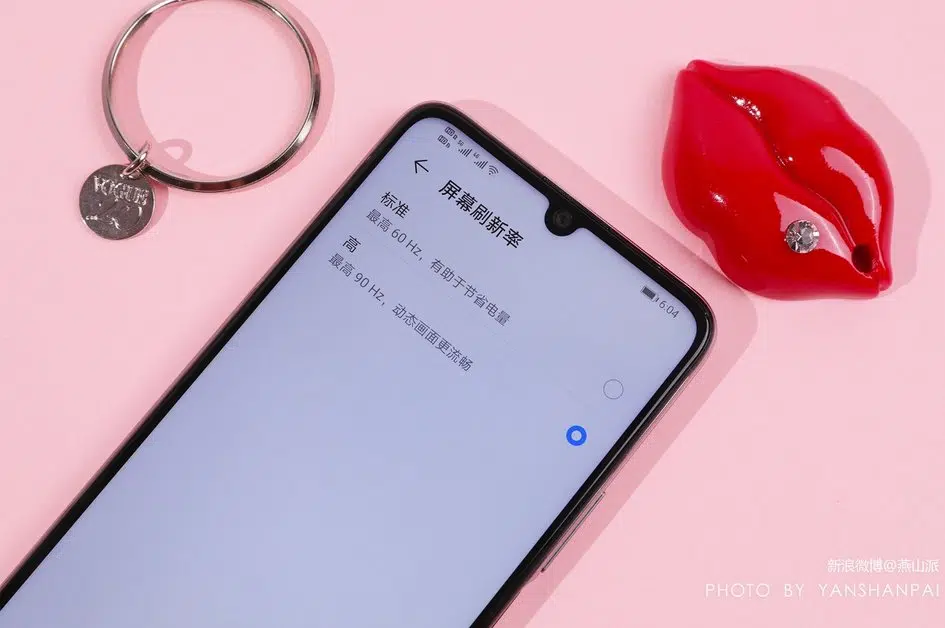 VOGUE
6:04
屏幕刷新率
标准
最高 60 Hz，有助于节省电量
高
最高 90 Hz，动态画面更流畅
新浪微博@燕山派
PHOTO BY YANSHANPAI